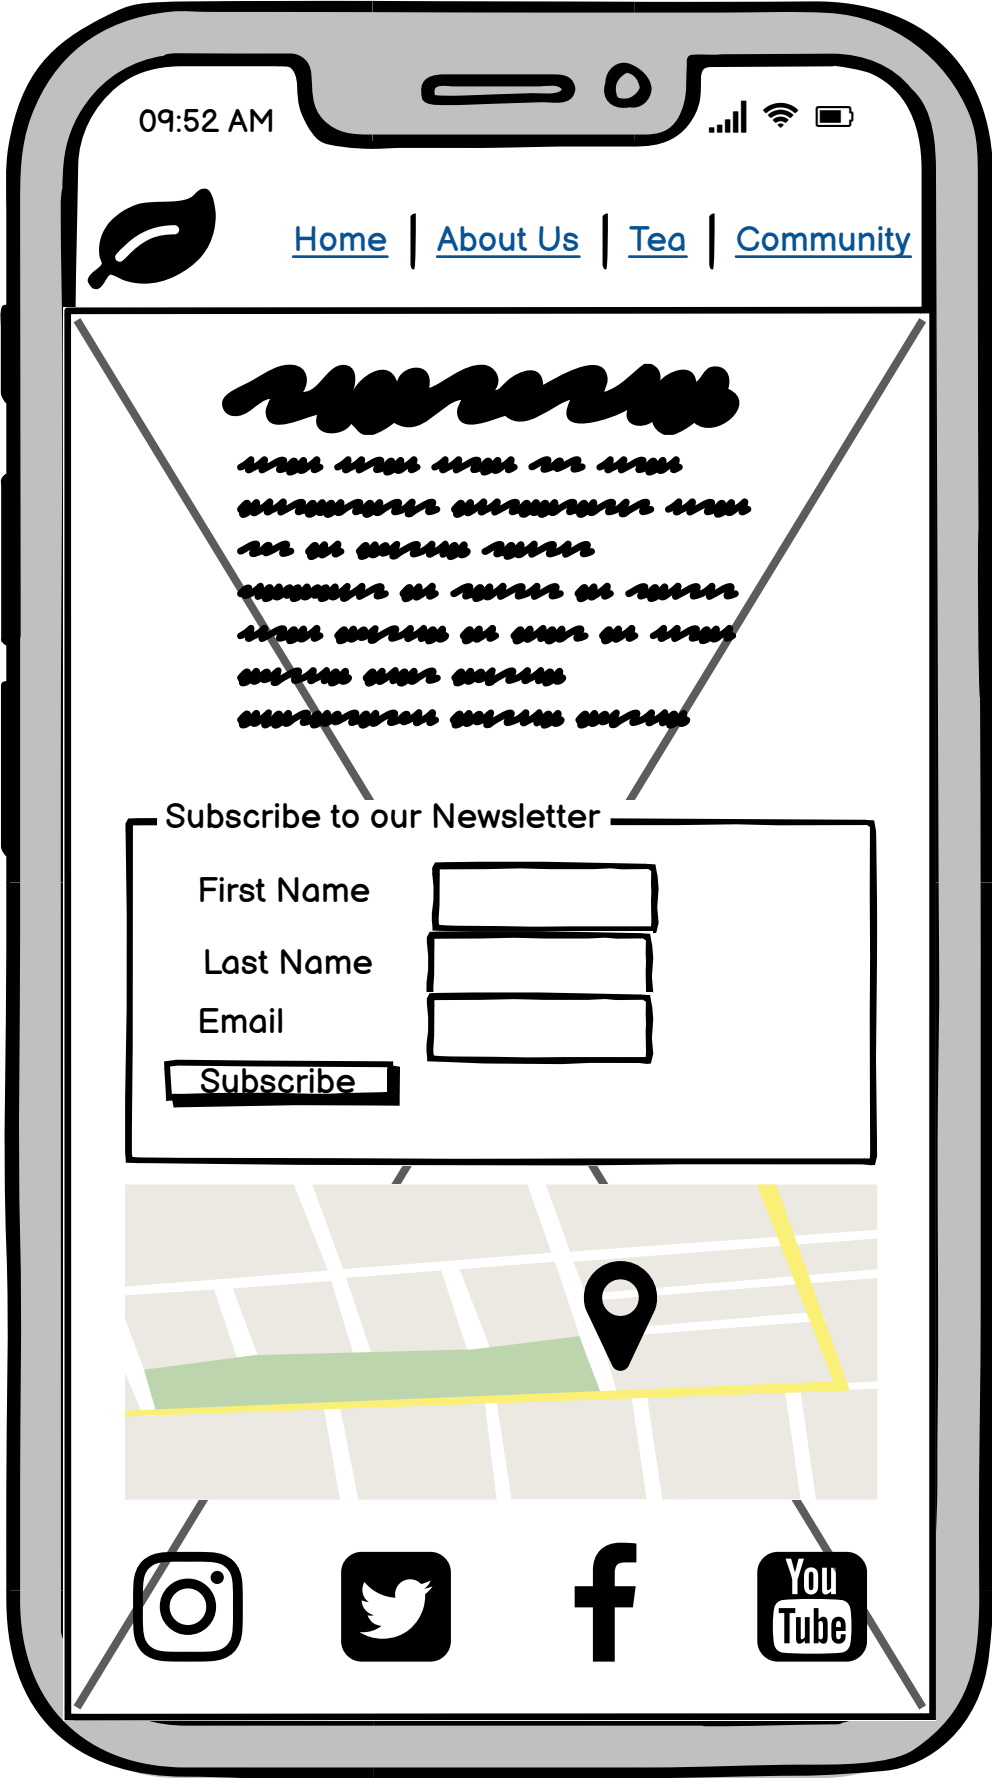 09:52 AM
Home | About Us | Tea | Community
Subscribe to our Newsletter
First Name
Last Name
Email
Subscribe
You
Tube